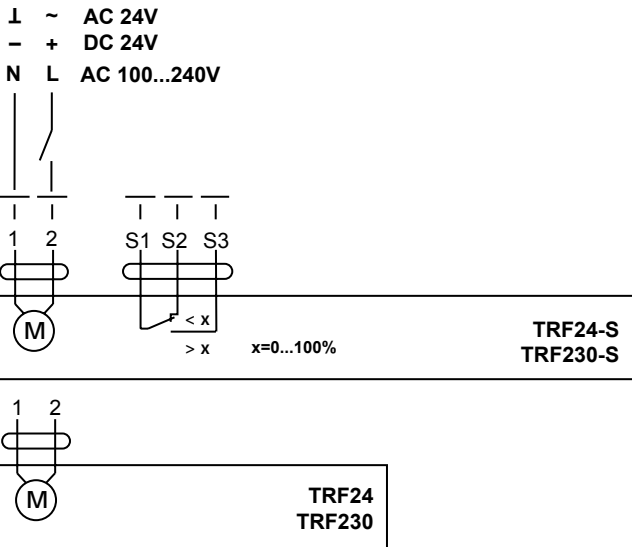 ⊥ ~ AC 24V
− + DC 24V
N L AC 100...240V
1 2 S1 S2 S3
M < x
> x x=0...100%
TRF24-S
TRF230-S
1 2
M
TRF24
TRF230